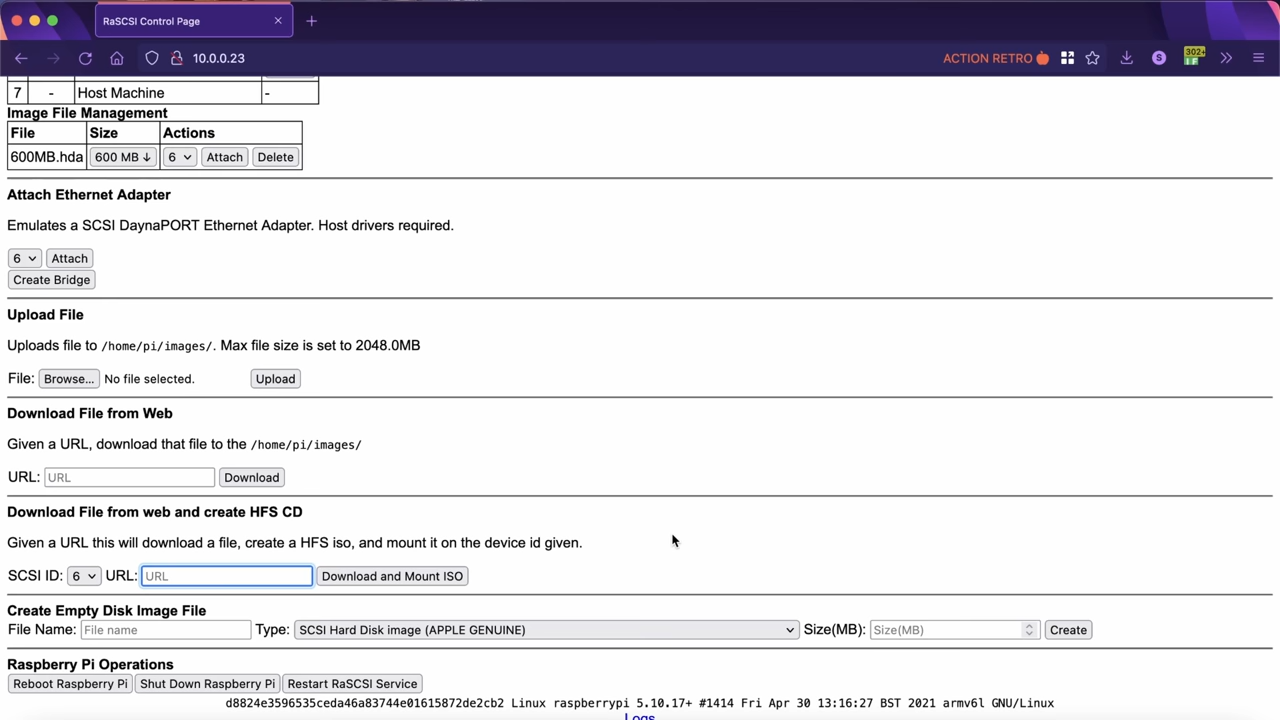 RaSCSI Control Page
10.0.0.23
ACTION RETRO
S
302+
LF
7 - Host Machine -
Image File Management
File Size Actions
600MB.hda 600 MB ↓ 6 Attach Delete
Attach Ethernet Adapter
Emulates a SCSI DaynaPORT Ethernet Adapter. Host drivers required.
6 Attach
Create Bridge
Upload File
Uploads file to /home/pi/images/. Max file size is set to 2048.0MB
File: Browse... No file selected. Upload
Download File from Web
Given a URL, download that file to the /home/pi/images/
URL: URL Download
Download File from web and create HFS CD
Given a URL this will download a file, create a HFS iso, and mount it on the device id given.
SCSI ID: 6 URL: URL Download and Mount ISO
Create Empty Disk Image File
File Name: File name Type: SCSI Hard Disk image (APPLE GENUINE) Size(MB): Size(MB) Create
Raspberry Pi Operations
Reboot Raspberry Pi Shut Down Raspberry Pi Restart RaSCSI Service
d8824e3596535ceda46a83744e01615872de2cb2 Linux raspberrypi 5.10.17+ #1414 Fri Apr 30 13:16:27 BST 2021 armv6l GNU/Linux
Logs